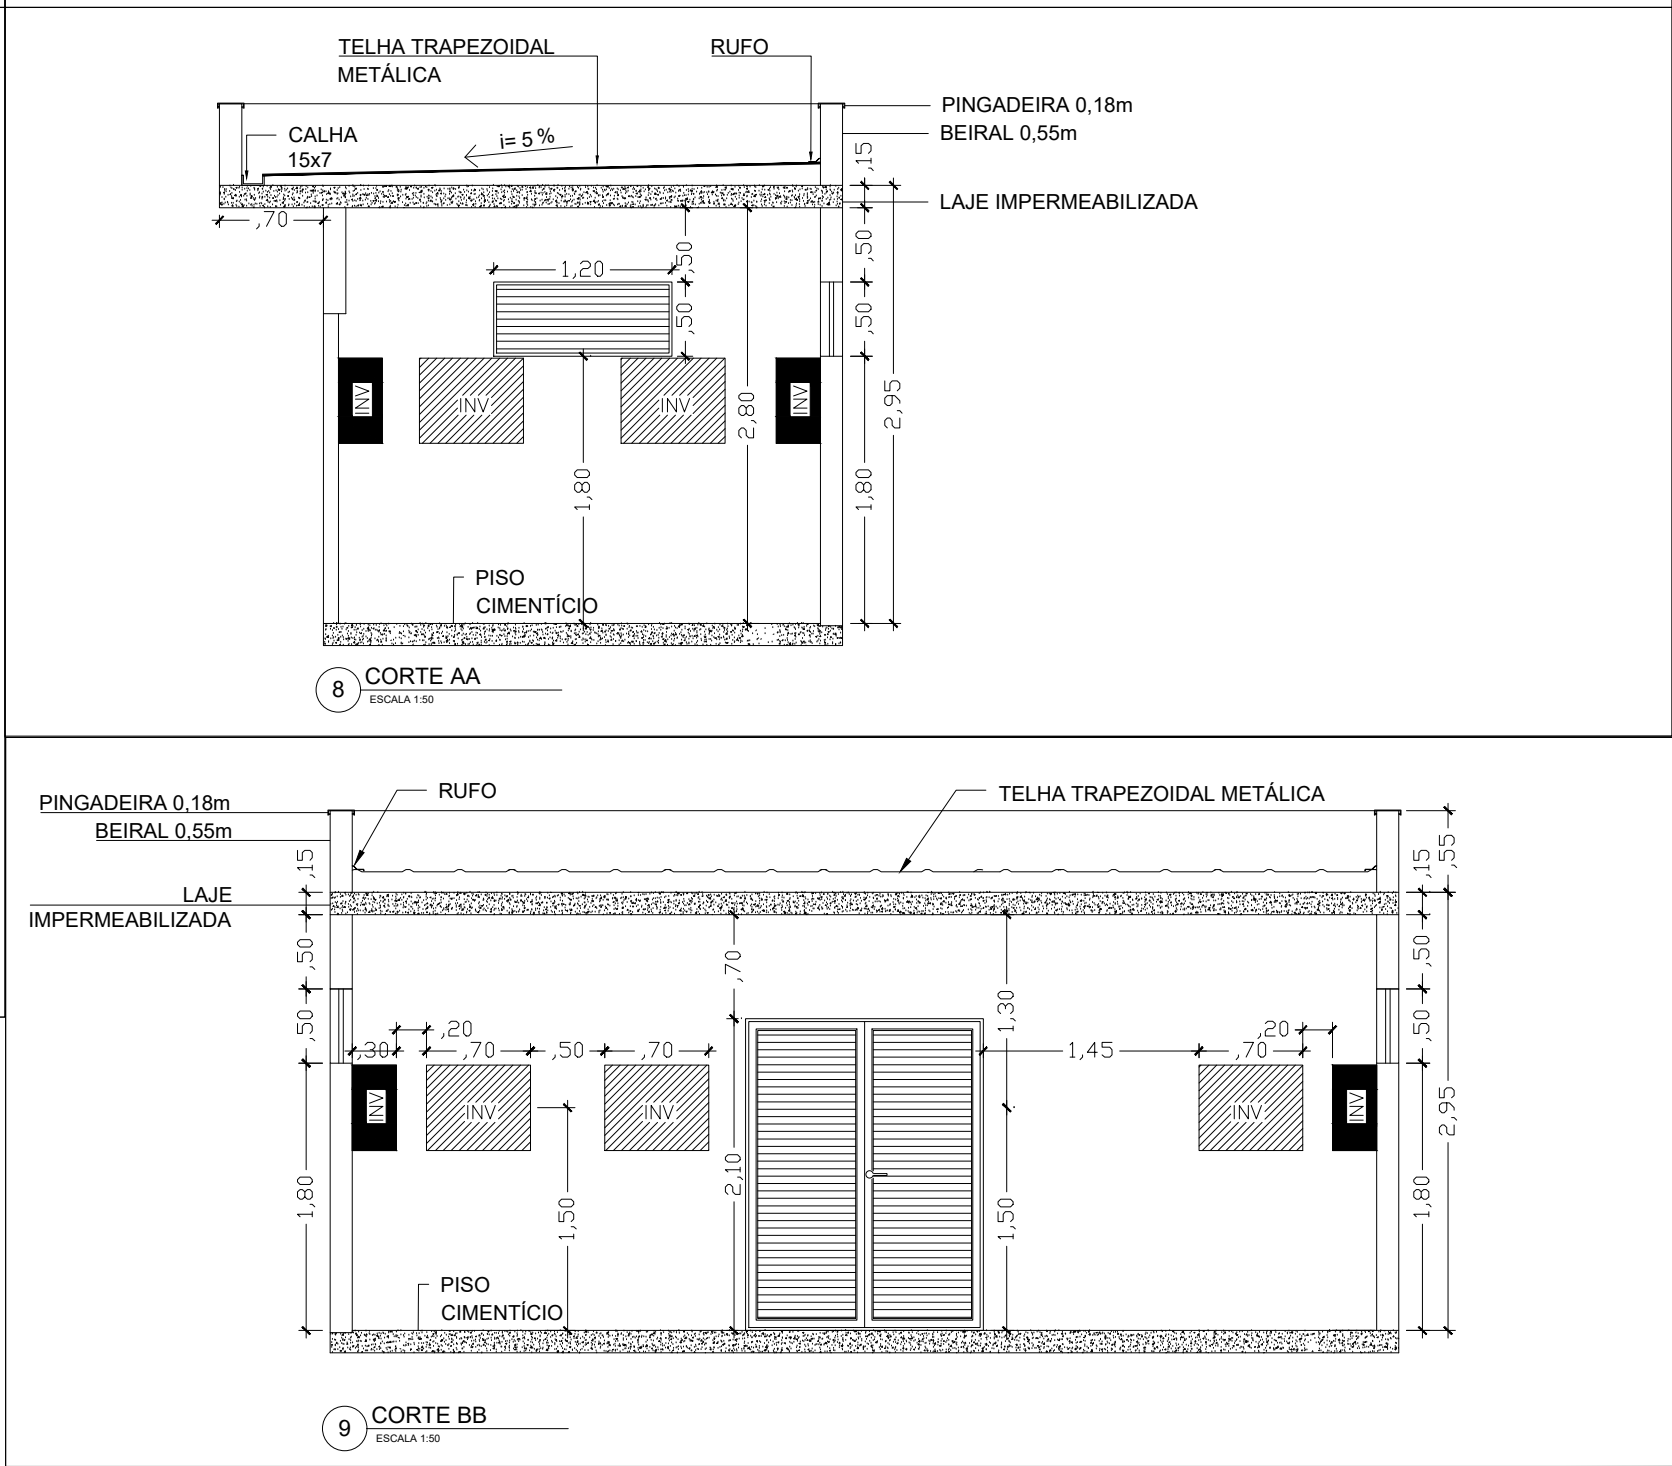 TELHA TRAPEZOIDAL
METÁLICA
RUFO
PINGADEIRA 0,18m
BEIRAL 0,55m
CALHA
15x7
i= 5 %
,15
LAJE IMPERMEABILIZADA
,70
,50
,50
1,20
,50
,50
INV
INV
INV
INV
2,80
2,95
1,80
1,80
PISO
CIMENTÍCIO
8
CORTE AA
ESCALA 1:50
RUFO
TELHA TRAPEZOIDAL METÁLICA
PINGADEIRA 0,18m
BEIRAL 0,55m
,55
,15
,15
LAJE
IMPERMEABILIZADA
,50
,70
,50
1,30
,50
,20
,20
,50
,30
,70
,50
,70
1,45
,70
INV
INV
INV
INV
INV
2,95
2,10
1,80
1,50
1,50
1,80
PISO
CIMENTÍCIO
9
CORTE BB
ESCALA 1:50